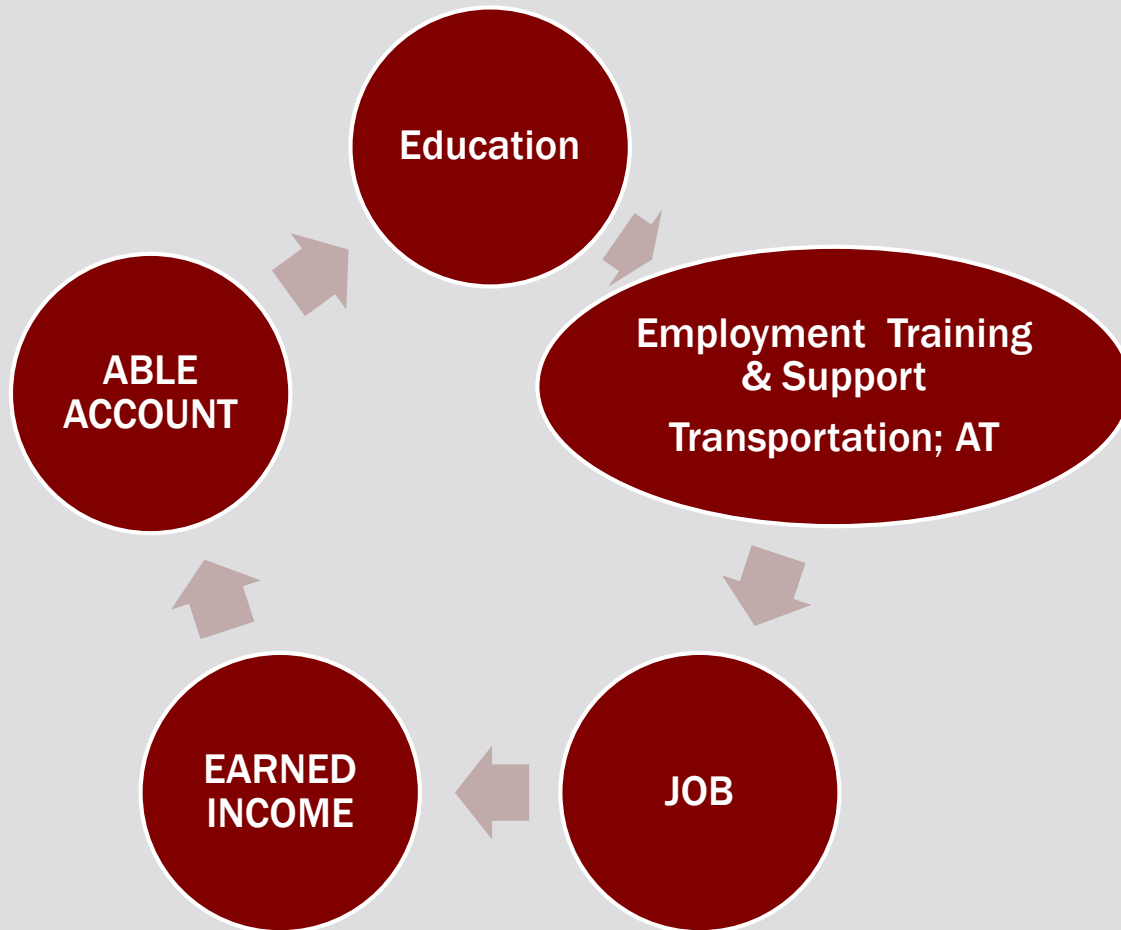 Education
Employment  Training
& Support
Transportation; AT
JOB
EARNED
INCOME
ABLE
ACCOUNT